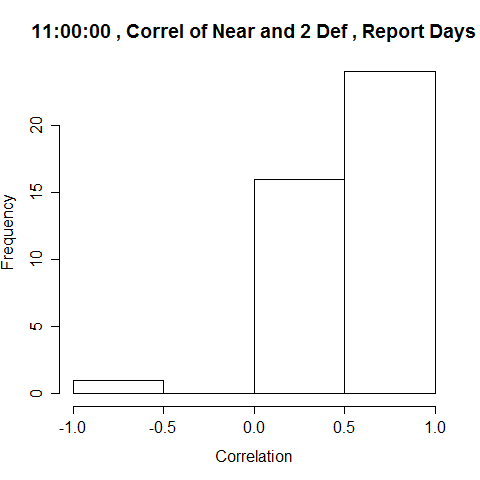 11:00:00 , Correl of Near and 2 Def , Report Days
Frequency
20
15
10
5
0
-1.0 -0.5 0.0 0.5 1.0
Correlation